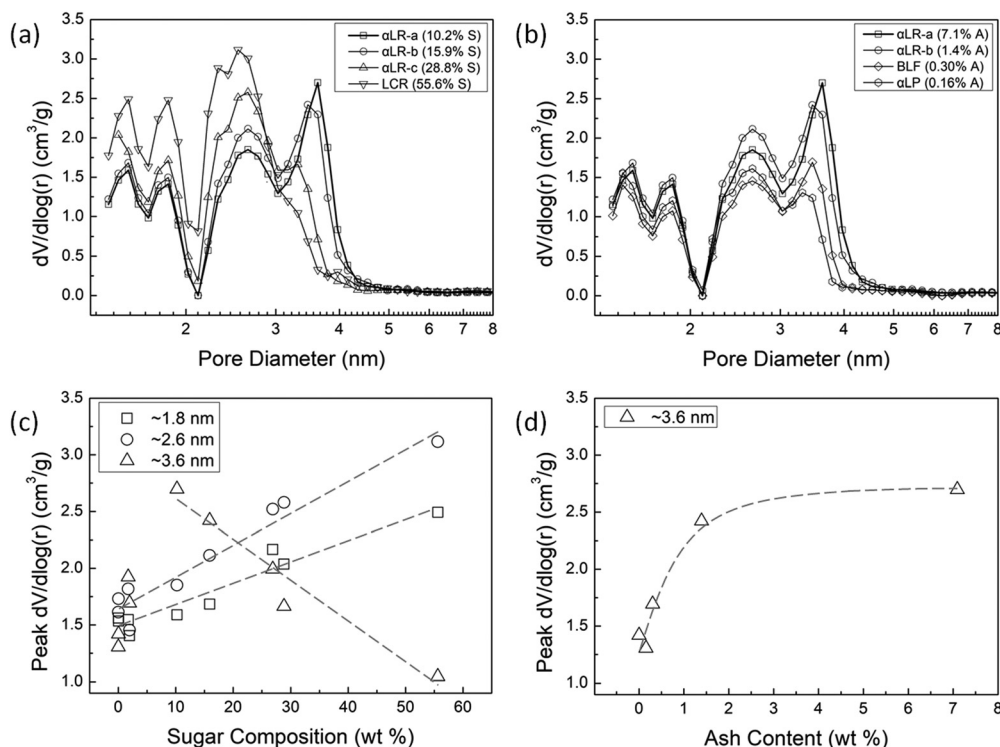 (a)
αLR-a (10.2% S)
αLR-b (15.9% S)
αLR-c (28.8% S)
LCR (55.6% S)
dV/dlog(r) (cm³/g)
3.5
3.0
2.5
2.0
1.5
1.0
0.5
0.0
2 3 4 5 6 7 8
Pore Diameter (nm)
(b)
αLR-a (7.1% A)
αLR-b (1.4% A)
BLF (0.30% A)
αLP (0.16% A)
dV/dlog(r) (cm³/g)
3.5
3.0
2.5
2.0
1.5
1.0
0.5
0.0
2 3 4 5 6 7 8
Pore Diameter (nm)
(c)
~1.8 nm
~2.6 nm
~3.6 nm
Peak dV/dlog(r) (cm³/g)
3.5
3.0
2.5
2.0
1.5
1.0
0 10 20 30 40 50 60
Sugar Composition (wt %)
(d)
~3.6 nm
Peak dV/dlog(r) (cm³/g)
3.5
3.0
2.5
2.0
1.5
1.0
0 1 2 3 4 5 6 7 8
Ash Content (wt %)